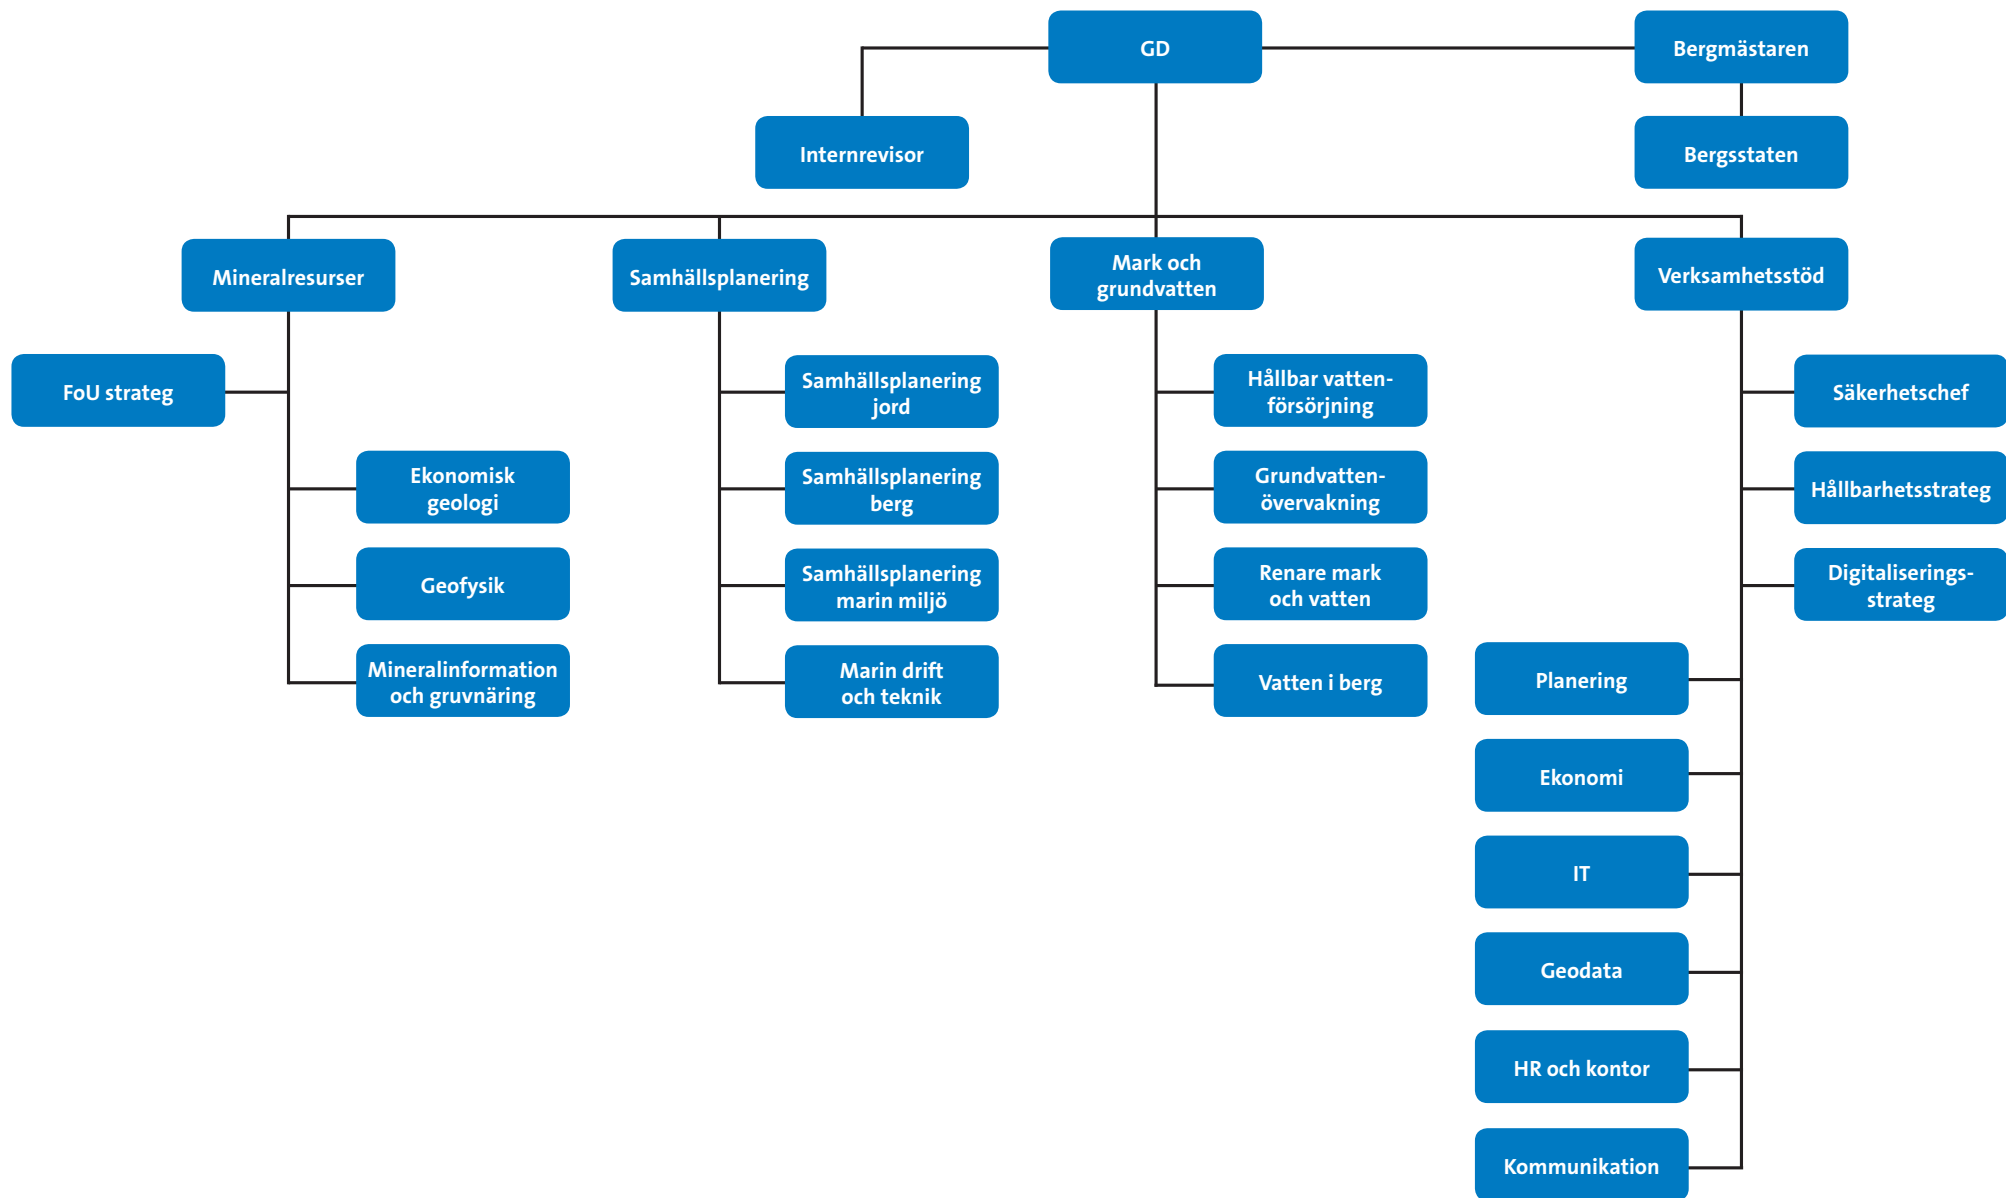 GD
Bergmästaren
Internrevisor
Bergsstaten
Mineralresurser
Samhällsplanering
Mark och
grundvatten
Verksamhetsstöd
FoU strateg
Ekonomisk
geologi
Geofysik
Mineralinformation
och gruvnäring
Samhällsplanering
jord
Samhällsplanering
berg
Samhällsplanering
marin miljö
Marin drift
och teknik
Hållbar vatten-
försörjning
Grundvatten-
övervakning
Renare mark
och vatten
Vatten i berg
Säkerhetschef
Hållbarhetsstrateg
Digitaliserings-
strateg
Planering
Ekonomi
IT
Geodata
HR och kontor
Kommunikation